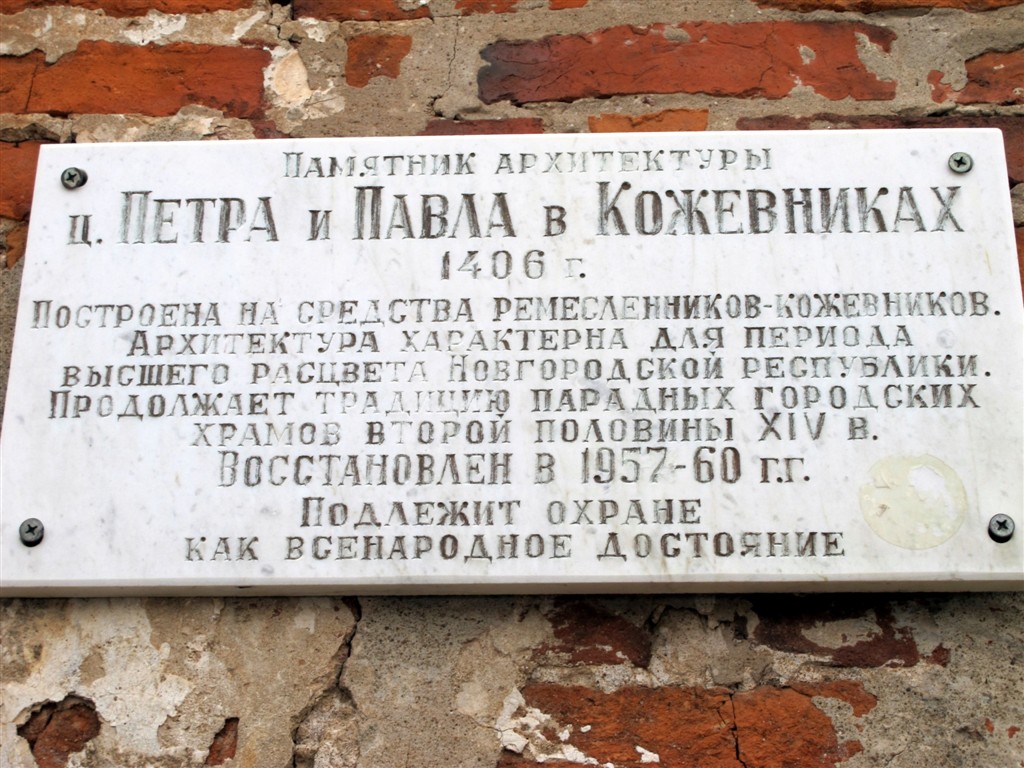 Памятник архитектуры
ц. Петра и Павла в Кожевниках
1406 г.
Построена на средства ремесленников-кожевников.
Архитектура характерна для периода
высшего расцвета Новгородской республики.
Продолжает традицию парадных городских
храмов второй половины XIV в.
Восстановлен в 1957-60 г.г.
Подлежит охране
как всенародное достояние